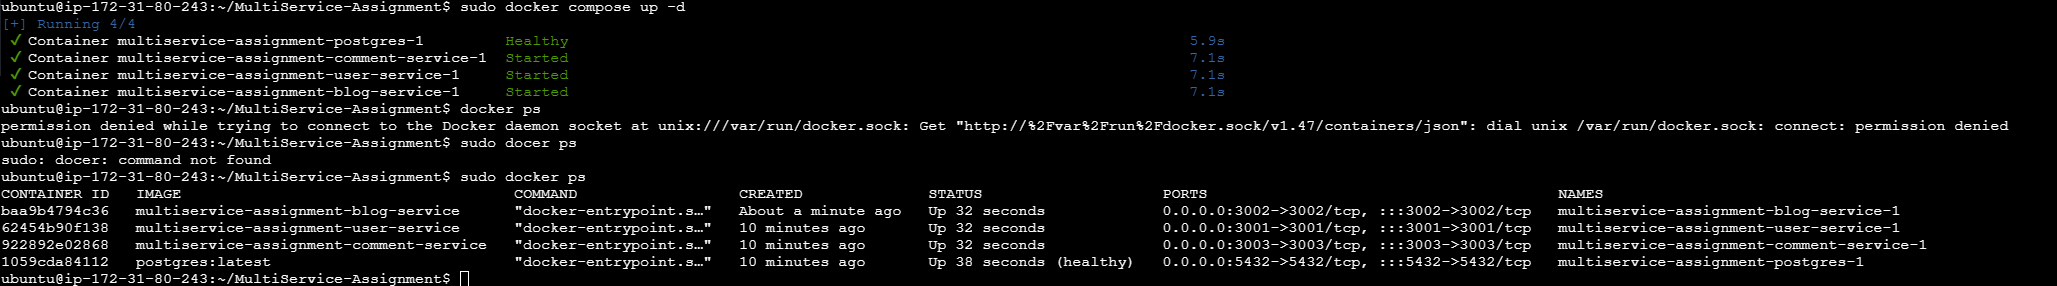 ubuntu@ip-172-31-80-243:~/MultiService-Assignment$ sudo docker compose up -d
[+] Running 4/4
✓ Container multiservice-assignment-postgres-1 Healthy 5.9s
✓ Container multiservice-assignment-comment-service-1 Started 7.1s
✓ Container multiservice-assignment-user-service-1 Started 7.1s
✓ Container multiservice-assignment-blog-service-1 Started 7.1s
ubuntu@ip-172-31-80-243:~/MultiService-Assignment$ docker ps
permission denied while trying to connect to the Docker daemon socket at unix:///var/run/docker.sock: Get "http://%2Fvar%2Frun%2Fdocker.sock/v1.47/containers/json": dial unix /var/run/docker.sock: connect: permission denied
ubuntu@ip-172-31-80-243:~/MultiService-Assignment$ sudo docer ps
sudo: docer: command not found
ubuntu@ip-172-31-80-243:~/MultiService-Assignment$ sudo docker ps
CONTAINER ID IMAGE COMMAND CREATED STATUS PORTS NAMES
baa9b4794c36 multiservice-assignment-blog-service "docker-entrypoint.s…" About a minute ago Up 32 seconds 0.0.0.0:3002->3002/tcp, :::3002->3002/tcp multiservice-assignment-blog-service-1
62454b90f138 multiservice-assignment-user-service "docker-entrypoint.s…" 10 minutes ago Up 32 seconds 0.0.0.0:3001->3001/tcp, :::3001->3001/tcp multiservice-assignment-user-service-1
922892e02868 multiservice-assignment-comment-service "docker-entrypoint.s…" 10 minutes ago Up 32 seconds 0.0.0.0:3003->3003/tcp, :::3003->3003/tcp multiservice-assignment-comment-service-1
1059cda84112 postgres:latest "docker-entrypoint.s…" 10 minutes ago Up 38 seconds (healthy) 0.0.0.0:5432->5432/tcp, :::5432->5432/tcp multiservice-assignment-postgres-1
ubuntu@ip-172-31-80-243:~/MultiService-Assignment$